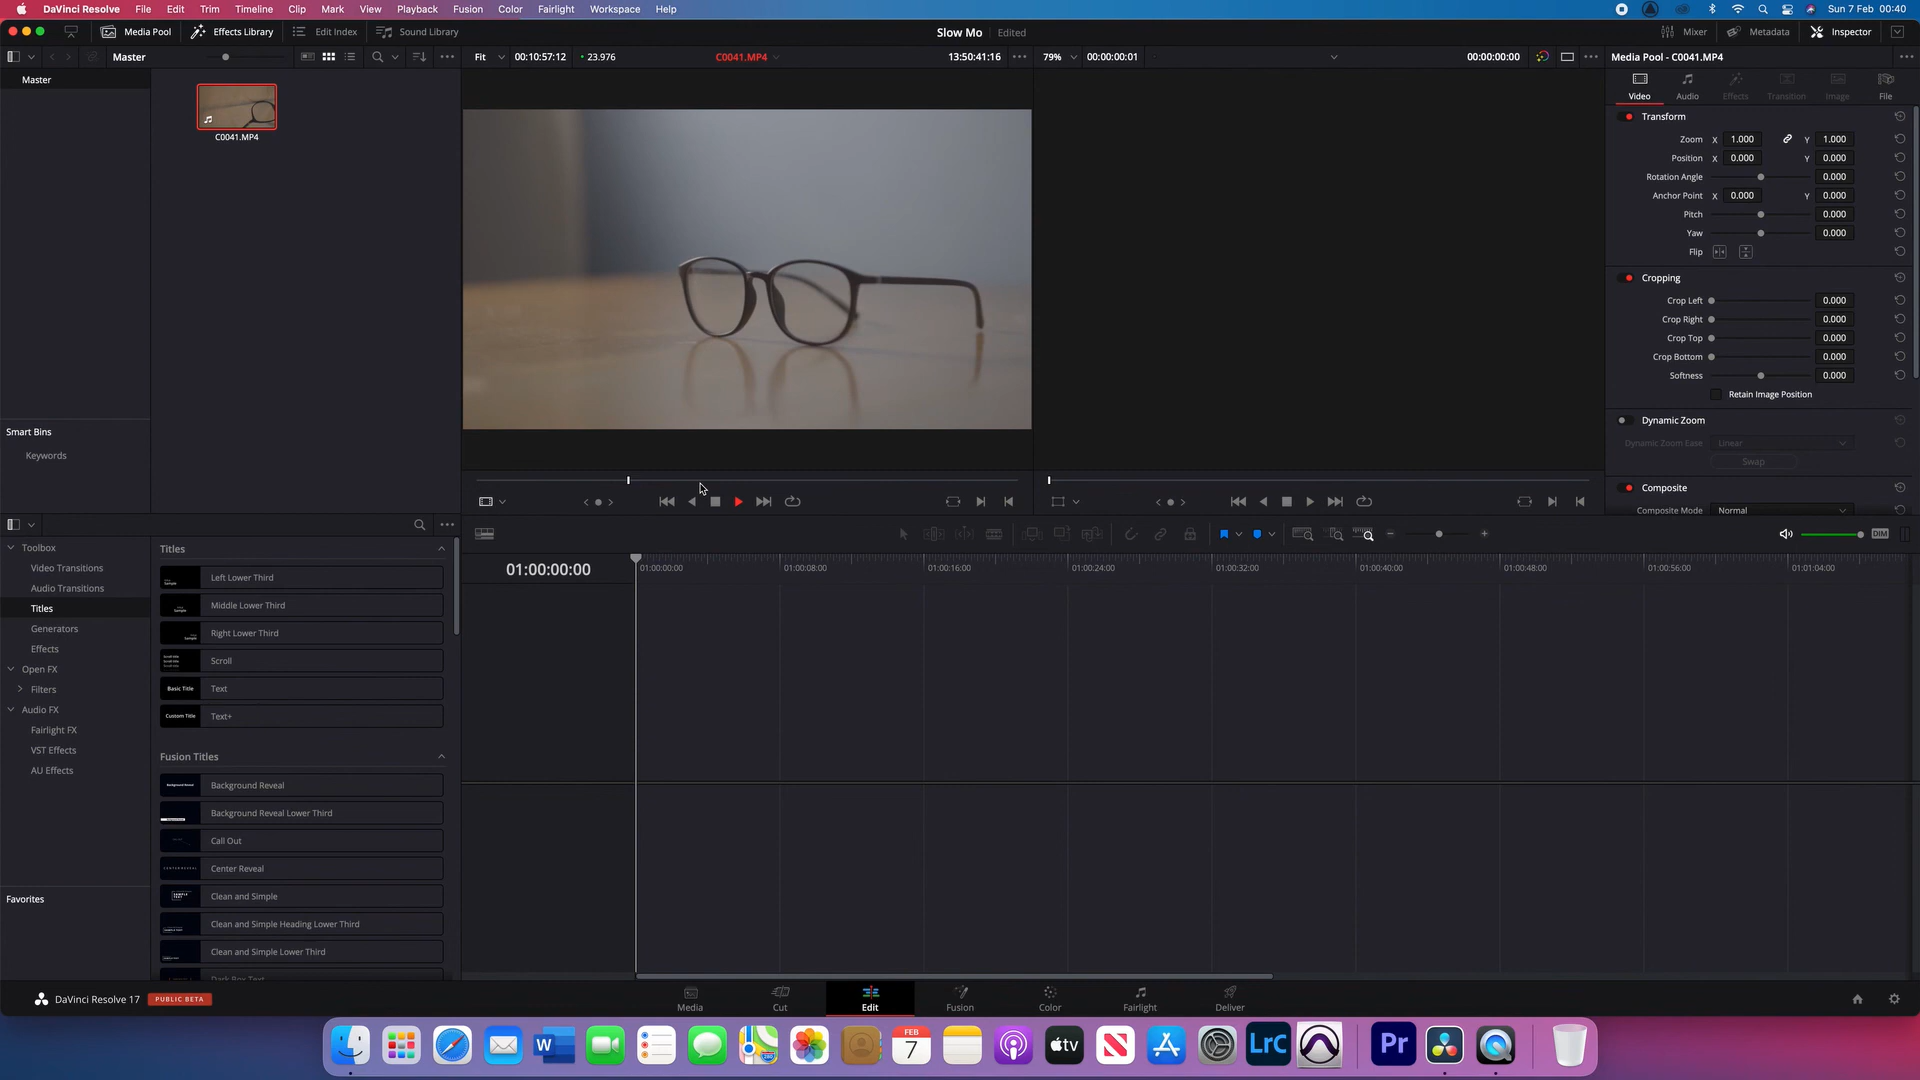 DaVinci Resolve File Edit Trim Timeline Clip Mark View Playback Fusion Color Fairlight Workspace Help Sun 7 Feb 00:40
Media Pool Effects Library Edit Index Sound Library Slow Mo Edited Mixer Metadata Inspector
Master Fit 00:10:57:12 23.976 C0041.MP4 13:50:41:16 79% 00:00:00:01 00:00:00:00 Media Pool - C0041.MP4
Master
C0041.MP4
Video Audio Effects Transition Image File
Transform
Zoom X 1.000 Y 1.000
Position X 0.000 Y 0.000
Rotation Angle 0.000
Anchor Point X 0.000 Y 0.000
Pitch 0.000
Yaw 0.000
Flip
Cropping
Crop Left 0.000
Crop Right 0.000
Crop Top 0.000
Crop Bottom 0.000
Softness 0.000
Retain Image Position
Dynamic Zoom
Dynamic Zoom Ease Linear
Swap
Composite
Composite Mode Normal
Smart Bins
Keywords
DIM
Toolbox
Video Transitions
Audio Transitions
Titles
Generators
Effects
Open FX
Filters
Audio FX
Fairlight FX
VST Effects
AU Effects
Favorites
Titles
Left Lower Third
Middle Lower Third
Right Lower Third
Scroll
Basic Title Text
Custom Title Text+
Fusion Titles
Background Reveal
Background Reveal Lower Third
Call Out
Center Reveal
Clean and Simple
Clean and Simple Heading Lower Third
Clean and Simple Lower Third
Dark Box Text
01:00:00:00 01:00:00:00 01:00:08:00 01:00:16:00 01:00:24:00 01:00:32:00 01:00:40:00 01:00:48:00 01:00:56:00 01:01:04:00
DaVinci Resolve 17 PUBLIC BETA Media Cut Edit Fusion Color Fairlight Deliver
W FEB 7 tv LrC Pr